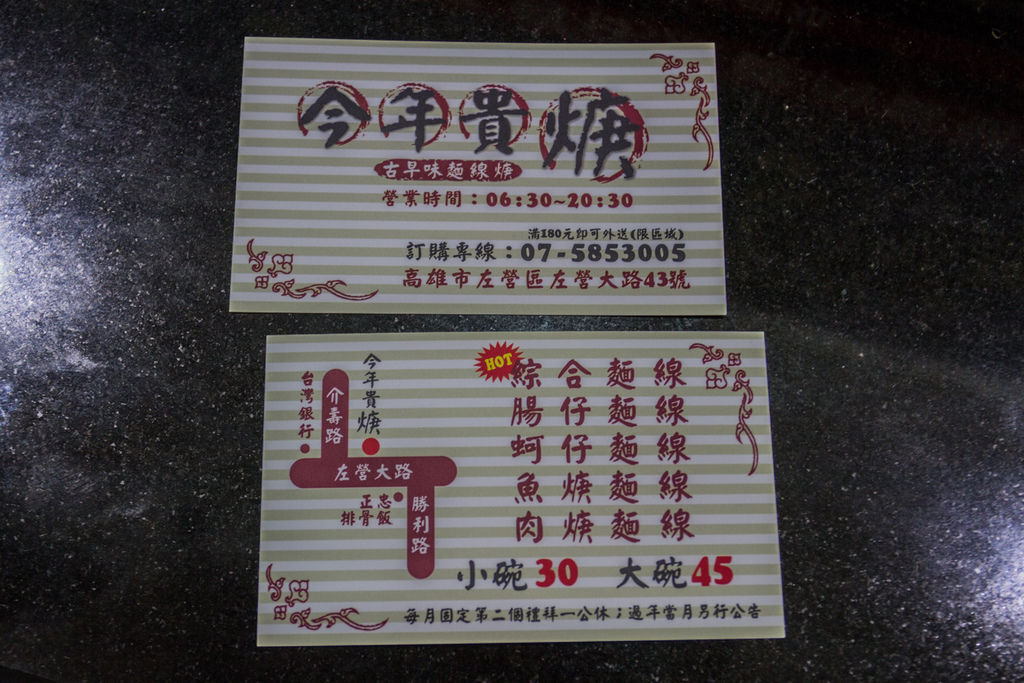 今年貴焿
古早味麵線焿
營業時間：06:30~20:30
滿180元即可外送(限區域)
訂購專線：07-5853005
高雄市左營區左營大路43號
今年貴焿
台灣銀行
介壽路
左營大路
正忠
排骨飯
勝利路
HOT
綜合麵線
腸仔麵線
蚵仔麵線
魚焿麵線
肉焿麵線
小碗30 大碗45
每月固定第二個禮拜一公休；過年當月另行公告